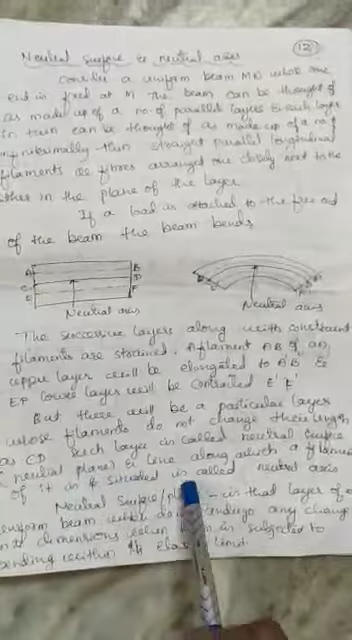 Neutral surface & neutral axis
12
Consider a uniform beam MN whose one
end is fixed at M The beam can be thought of
as made up of a no. of parallel layers & each layer
in turn can be thought of as made up of a no of
infinitesimally thin straight parallel longitudinal
filaments or fibres arranged one closely next to the
other in the plane of the layer
If a load is attached to the free end
of the beam the beam bends
A B
C D
E F
Neutral axis
Neutral axis
The successive layers along with constituent
filaments are strained. A filament AB of an
upper layer will be elongated to A'B' &
EF lower layer will be contracted E'F'
But there will be a particular layer
whose filaments do not change their length
as CD Such layer is called neutral surface
neutral plane) & line along which a filament
of it is situated is called neutral axis
Neutral Surface/ - is that layer of a
uniform beam which does undergo any change
its dimensions when is subjected to
bending within its elastic limit.